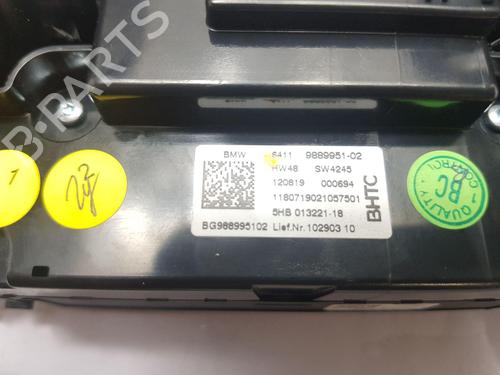 B-PARTS
BMW 6411 9889951-02
HW48 SW4245
120819 000694
1180719021057501
5HB 013221-18
BG988995102 Lief.Nr.102903 10
BHTC
QUALITY CONTROL
BC
1